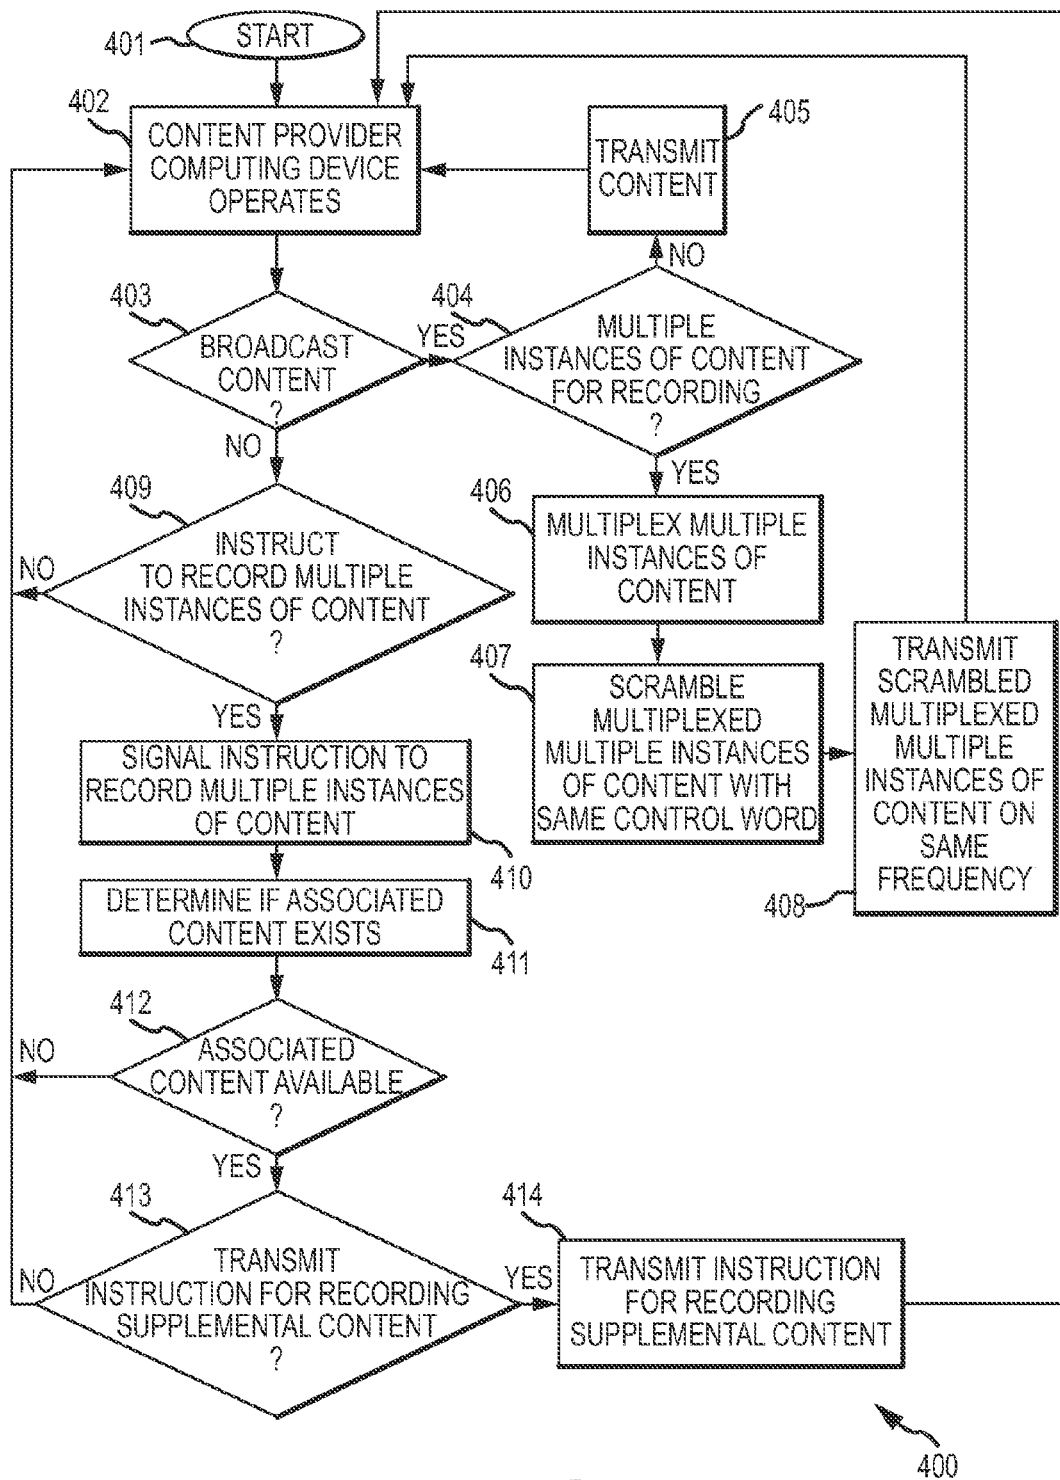 START
401
402
CONTENT PROVIDER
COMPUTING DEVICE
OPERATES
405
TRANSMIT
CONTENT
NO
403
BROADCAST
CONTENT
?
YES
404
MULTIPLE
INSTANCES OF CONTENT
FOR RECORDING
?
NO
YES
409
INSTRUCT
TO RECORD MULTIPLE
INSTANCES OF CONTENT
?
NO
406
MULTIPLEX MULTIPLE
INSTANCES OF
CONTENT
407
SCRAMBLE
MULTIPLEXED
MULTIPLE INSTANCES
OF CONTENT WITH
SAME CONTROL WORD
TRANSMIT
SCRAMBLED
MULTIPLEXED
MULTIPLE
INSTANCES OF
CONTENT ON
SAME
FREQUENCY
408
YES
SIGNAL INSTRUCTION TO
RECORD MULTIPLE INSTANCES
OF CONTENT
410
DETERMINE IF ASSOCIATED
CONTENT EXISTS
411
412
ASSOCIATED
CONTENT AVAILABLE
?
NO
YES
413
TRANSMIT
INSTRUCTION FOR RECORDING
SUPPLEMENTAL CONTENT
?
NO
YES
414
TRANSMIT INSTRUCTION
FOR RECORDING
SUPPLEMENTAL CONTENT
400